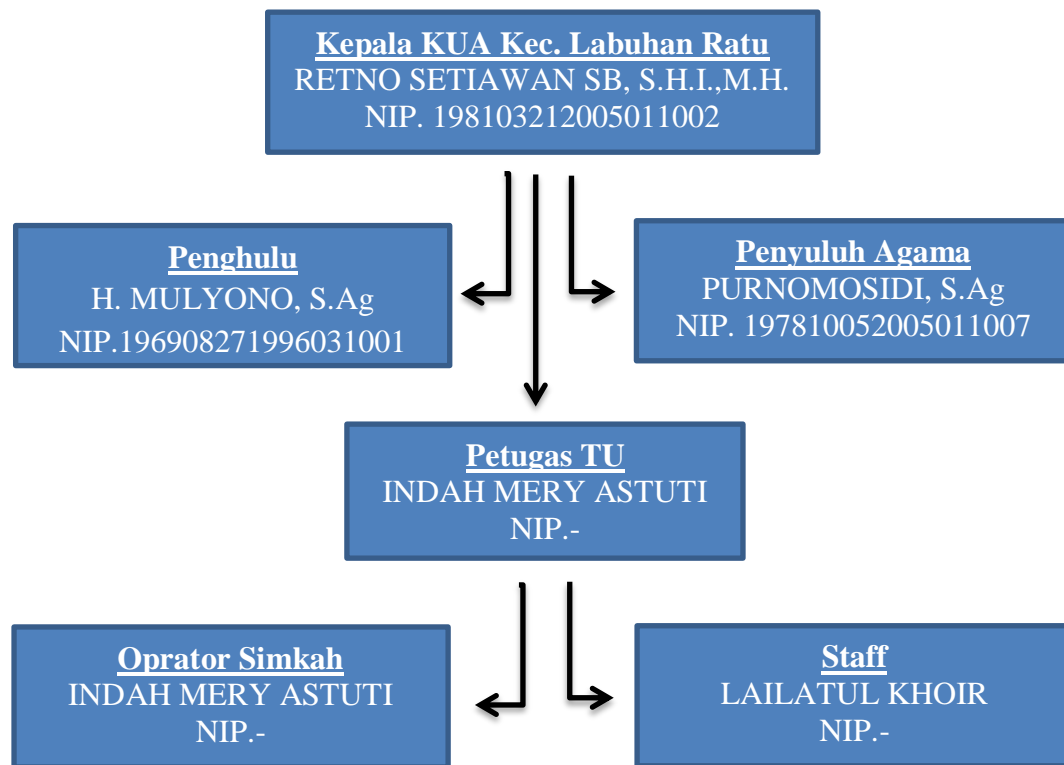 Kepala KUA Kec. Labuhan Ratu
RETNO SETIAWAN SB, S.H.I.,M.H.
NIP. 198103212005011002
Penghulu
H. MULYONO, S.Ag
NIP.196908271996031001
Penyuluh Agama
PURNOMOSIDI, S.Ag
NIP. 197810052005011007
Petugas TU
INDAH MERY ASTUTI
NIP.-
Oprator Simkah
INDAH MERY ASTUTI
NIP.-
Staff
LAILATUL KHOIR
NIP.-